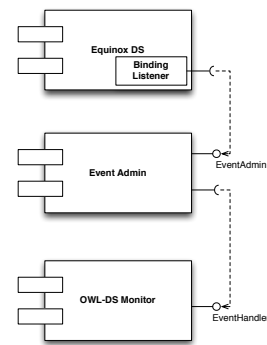 Equinox DS
Binding
Listener
EventAdmin
Event Admin
OWL-DS Monitor
EventHandle